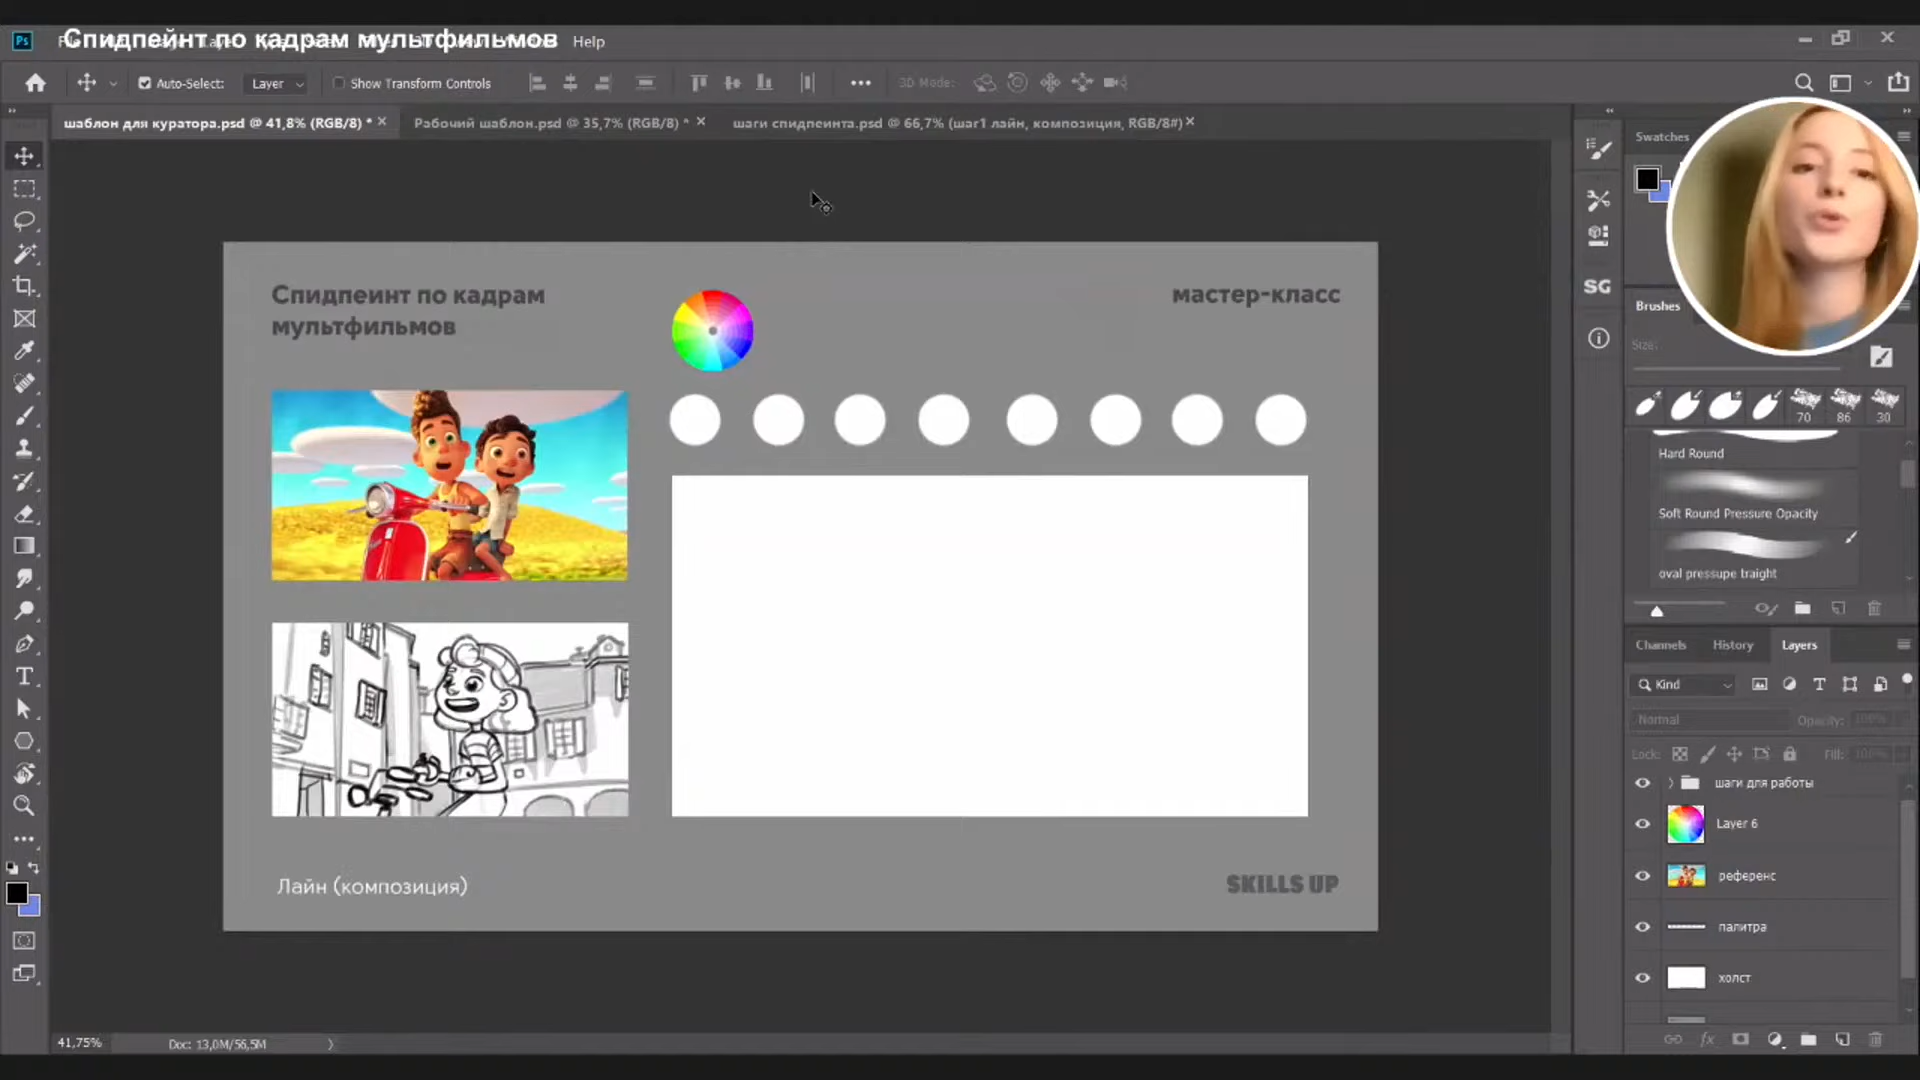 Спидпейнт по кадрам мультфильмов
Help
Auto-Select:
Layer
Show Transform Controls
3D Mode:
шаблон для куратора.psd @ 41,8% (RGB/8) *
Рабочий шаблон.psd @ 35,7% (RGB/8) *
шаги спидпеинта.psd @ 66,7% (шаг1 лайн, композиция, RGB/8#)
Swatches
Спидпеинт по кадрам
мультфильмов
мастер-класс
SG
Brushes
Size:
70
86
30
Hard Round
Soft Round Pressure Opacity
oval pressupe traight
Channels
History
Layers
Kind
Normal
Opacity:
100%
Lock:
Fill:
100%
шаги для работы
Layer 6
референс
палитра
холст
Лайн (композиция)
SKILLS UP
41,75%
Doc: 13,0M/56,5M